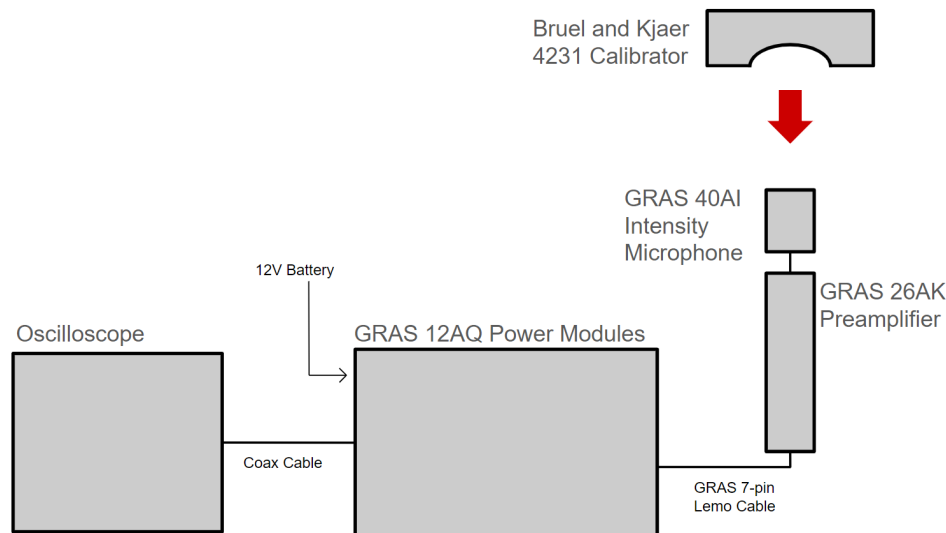 Bruel and Kjaer
4231 Calibrator
GRAS 40AI
Intensity
Microphone
12V Battery
GRAS 26AK
Preamplifier
Oscilloscope
GRAS 12AQ Power Modules
Coax Cable
GRAS 7-pin
Lemo Cable